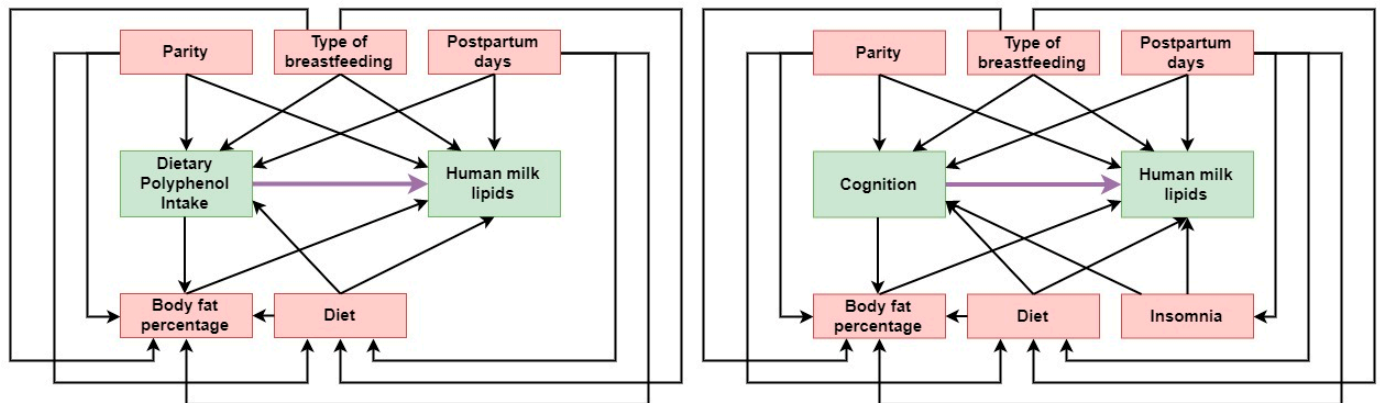 Parity
Type of
breastfeeding
Postpartum
days
Dietary
Polyphenol
Intake
Human milk
lipids
Body fat
percentage
Diet
Parity
Type of
breastfeeding
Postpartum
days
Cognition
Human milk
lipids
Body fat
percentage
Diet
Insomnia